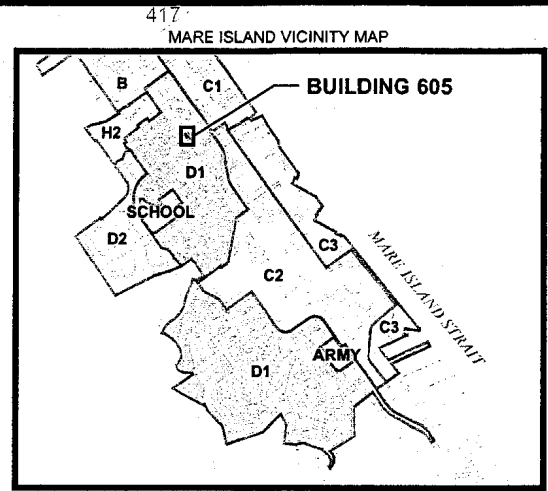 417
MARE ISLAND VICINITY MAP
B
C1
BUILDING 605
H2
D1
SCHOOL
D2
C3
MARE ISLAND STRAIT
C2
C3
ARMY
D1